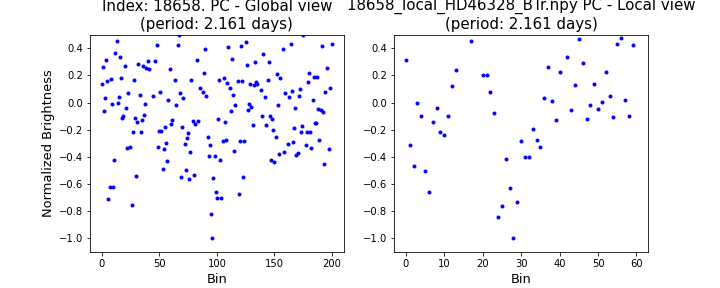 Index: 18658. PC - Global view
(period: 2.161 days)
18658_local_HD46328_BTr.npy PC - Local view
(period: 2.161 days)
Normalized Brightness
0.4
0.2
0.0
−0.2
−0.4
−0.6
−0.8
−1.0
0 50 100 150 200
Bin
0.4
0.2
0.0
−0.2
−0.4
−0.6
−0.8
−1.0
0 10 20 30 40 50 60
Bin